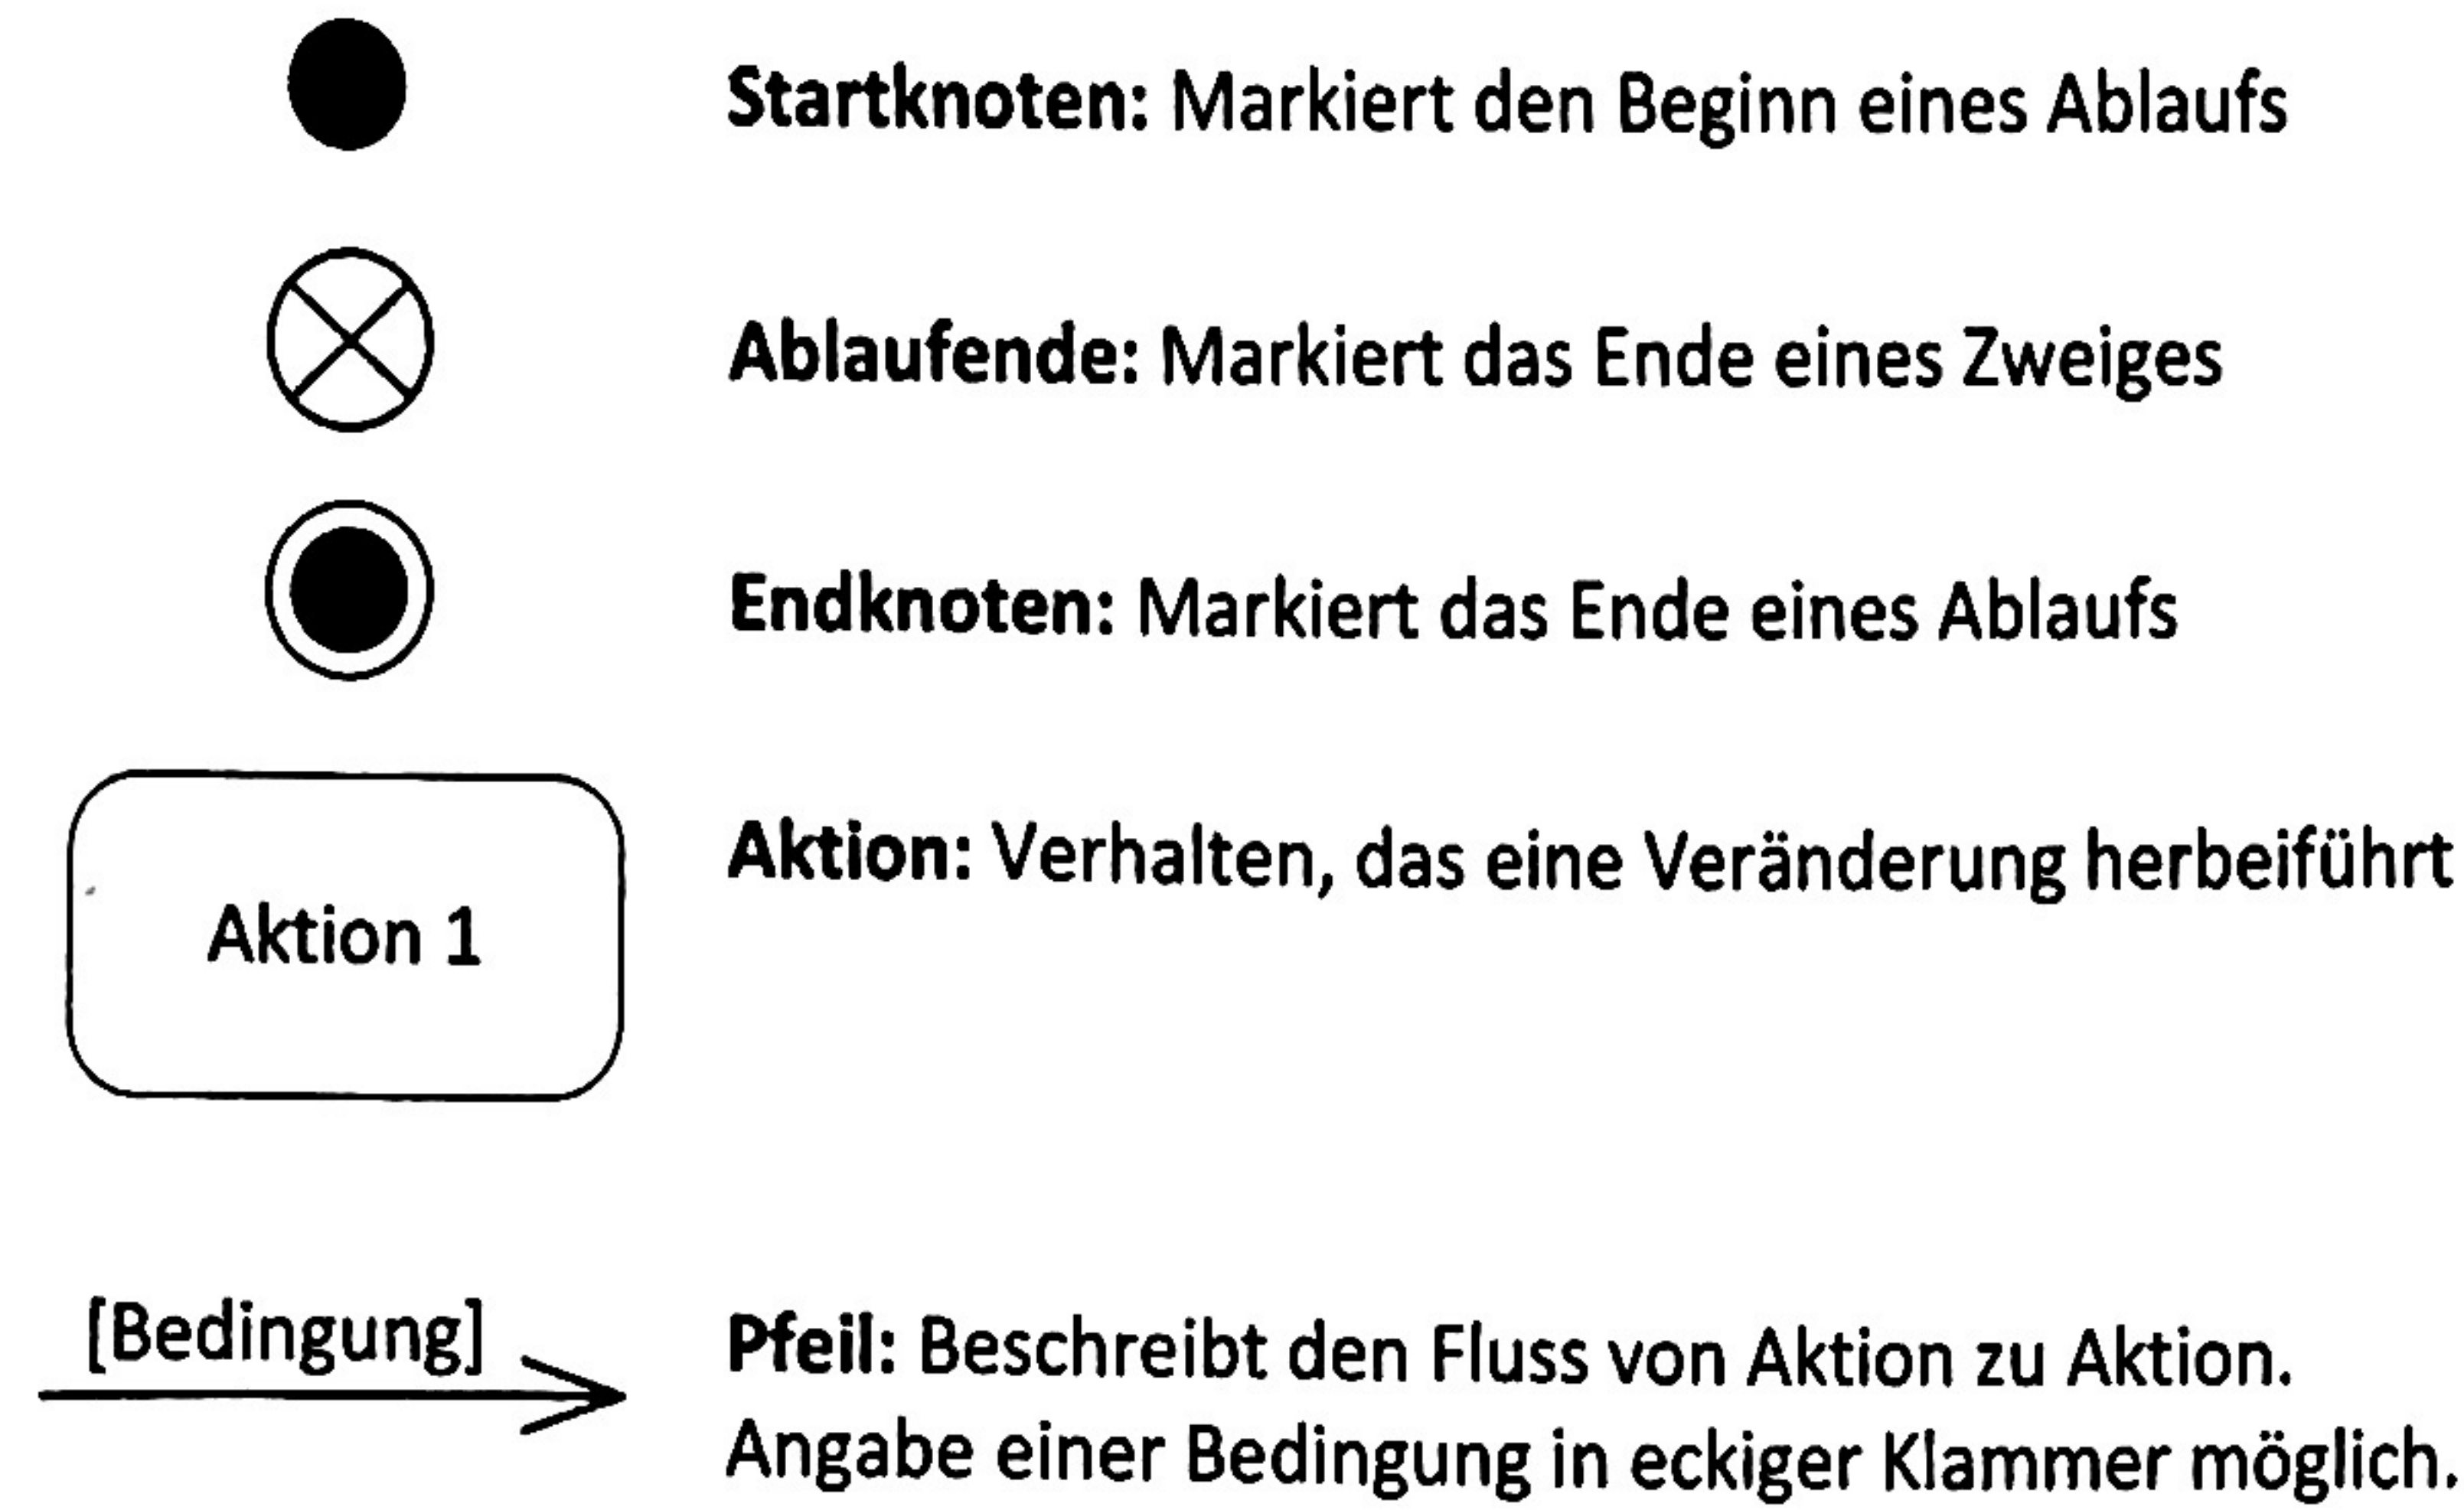 Startknoten: Markiert den Beginn eines Ablaufs
Ablaufende: Markiert das Ende eines Zweiges
Endknoten: Markiert das Ende eines Ablaufs
Aktion: Verhalten, das eine Veränderung herbeiführt
Aktion 1
[Bedingung]
Pfeil: Beschreibt den Fluss von Aktion zu Aktion.
Angabe einer Bedingung in eckiger Klammer möglich.